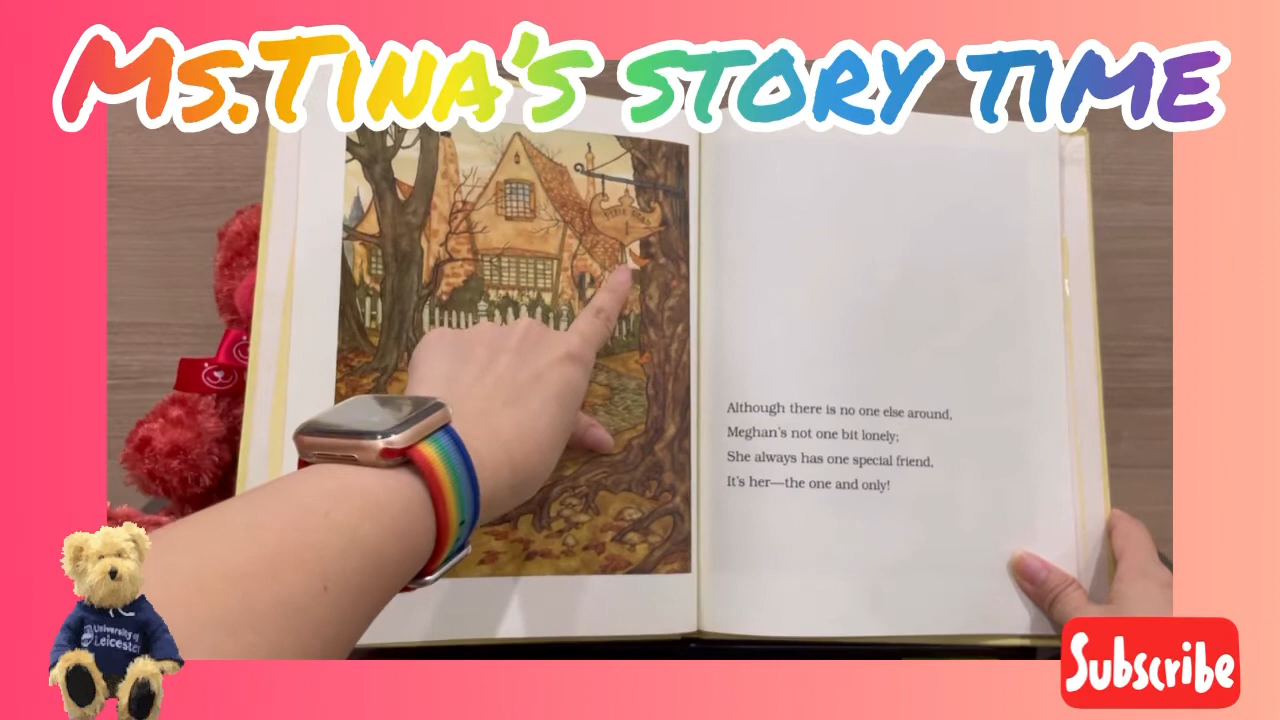 Ms.Tina's story time
Although there is no one else around,
Meghan's not one bit lonely;
She always has one special friend,
It's her—the one and only!
University of
Leicester
Subscribe